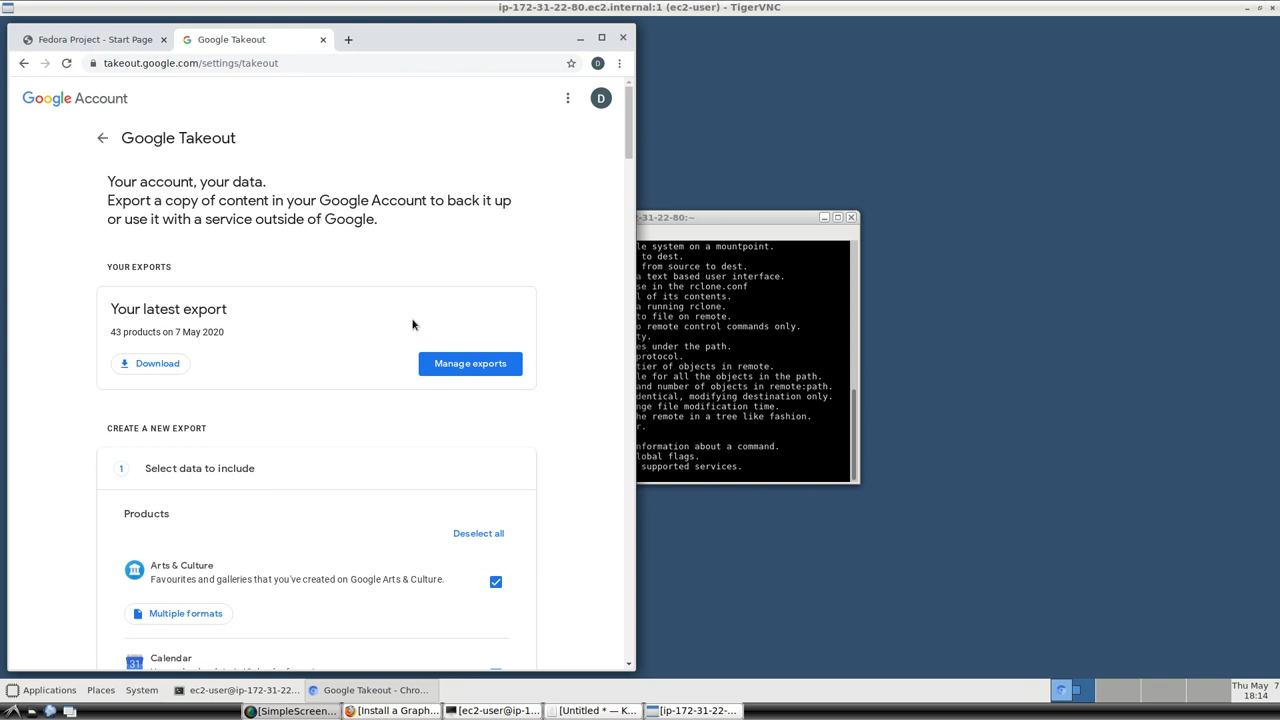 ip-172-31-22-80.ec2.internal:1 (ec2-user) - TigerVNC
Fedora Project - Start Page
Google Takeout
takeout.google.com/settings/takeout
D
Google Account
D
Google Takeout
Your account, your data.
Export a copy of content in your Google Account to back it up
or use it with a service outside of Google.
YOUR EXPORTS
Your latest export
43 products on 7 May 2020
Download
Manage exports
CREATE A NEW EXPORT
1 Select data to include
Products
Deselect all
Arts & Culture
Favourites and galleries that you've created on Google Arts & Culture.
Multiple formats
31
Calendar
-31-22-80:~
le system on a mountpoint.
to dest.
from source to dest.
a text based user interface.
se in the rclone.conf
l of its contents.
a running rclone.
to file on remote.
o remote control commands only.
ty.
es under the path.
protocol.
tier of objects in remote.
le for all the objects in the path.
and number of objects in remote:path.
dentical, modifying destination only.
nge file modification time.
he remote in a tree like fashion.
r.
nformation about a command.
lobal flags.
supported services.
Applications Places System ec2-user@ip-172-31-22... Google Takeout - Chro... Thu May 7
18:14
[SimpleScreen... [Install a Graph... [ec2-user@ip-1... [Untitled * — K... [ip-172-31-22-...